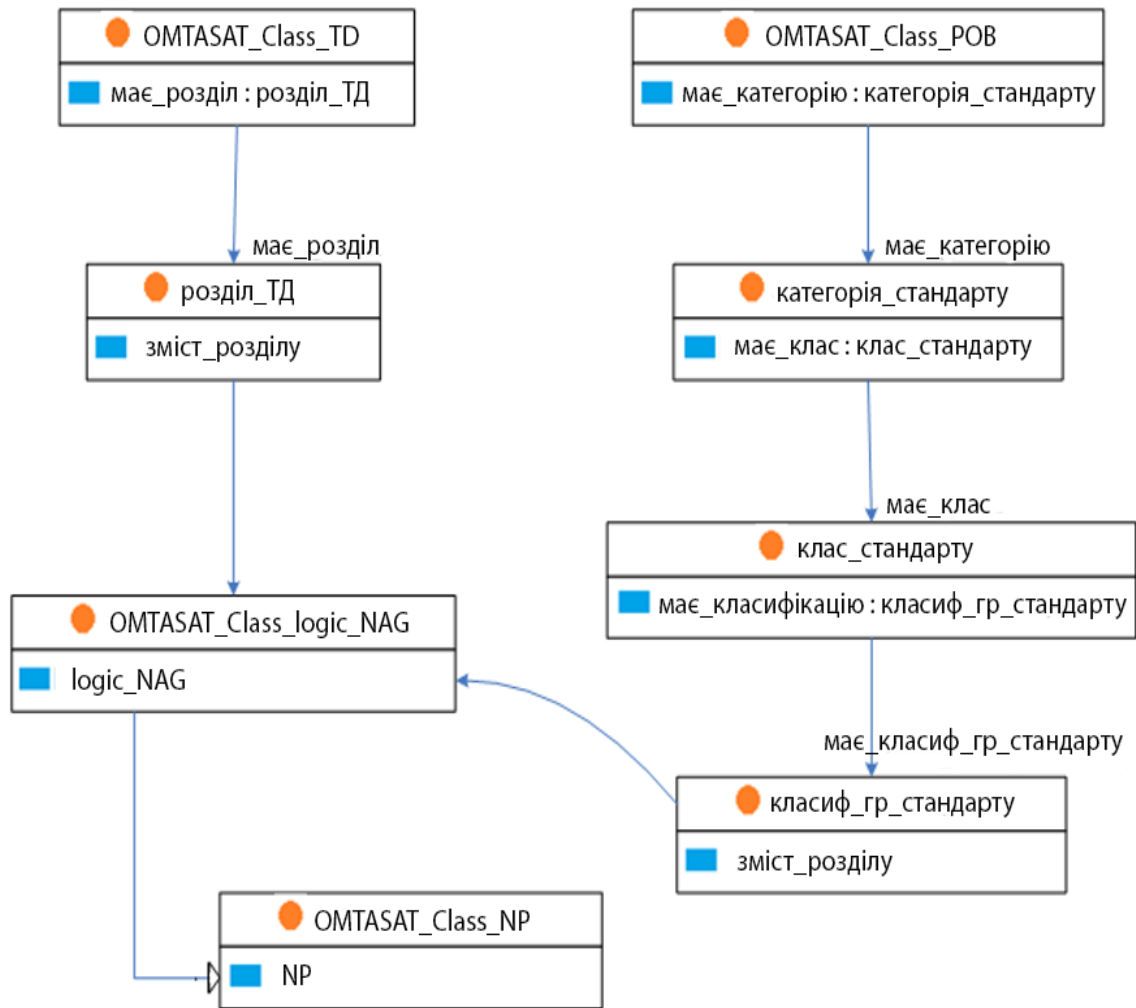 OMTASAT_Class_TD
має_розділ : розділ_ТД
має_розділ
розділ_ТД
зміст_розділу
OMTASAT_Class_POB
має_категорію : категорія_стандарту
має_категорію
категорія_стандарту
має_клас : клас_стандарту
має_клас
клас_стандарту
має_класифікацію : класиф_гр_стандарту
має_класиф_гр_стандарту
класиф_гр_стандарту
зміст_розділу
OMTASAT_Class_logic_NAG
logic_NAG
OMTASAT_Class_NP
NP